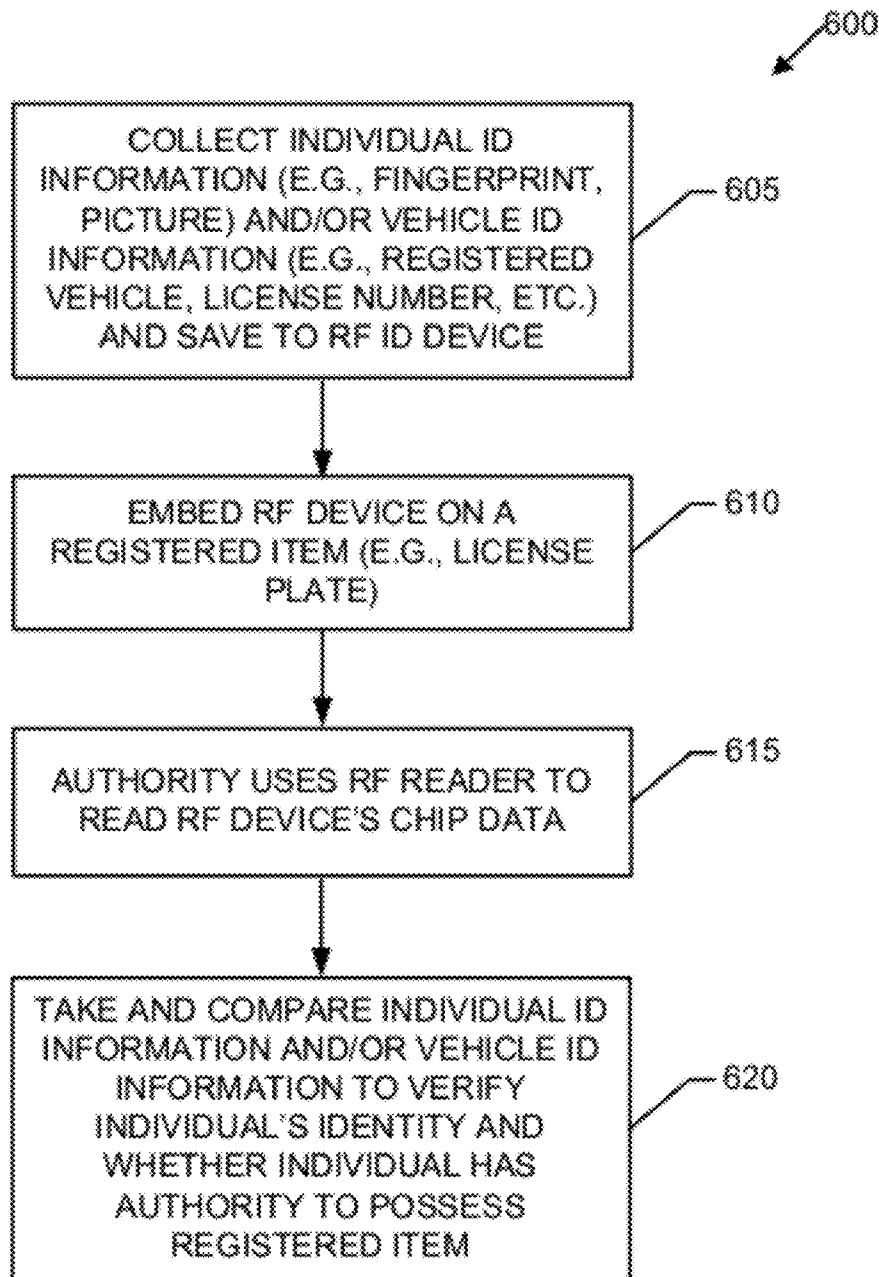 600
COLLECT INDIVIDUAL ID
INFORMATION (E.G., FINGERPRINT,
PICTURE) AND/OR VEHICLE ID
INFORMATION (E.G., REGISTERED
VEHICLE, LICENSE NUMBER, ETC.)
AND SAVE TO RF ID DEVICE
605
EMBED RF DEVICE ON A
REGISTERED ITEM (E.G., LICENSE
PLATE)
610
AUTHORITY USES RF READER TO
READ RF DEVICE'S CHIP DATA
615
TAKE AND COMPARE INDIVIDUAL ID
INFORMATION AND/OR VEHICLE ID
INFORMATION TO VERIFY
INDIVIDUAL'S IDENTITY AND
WHETHER INDIVIDUAL HAS
AUTHORITY TO POSSESS
REGISTERED ITEM
620